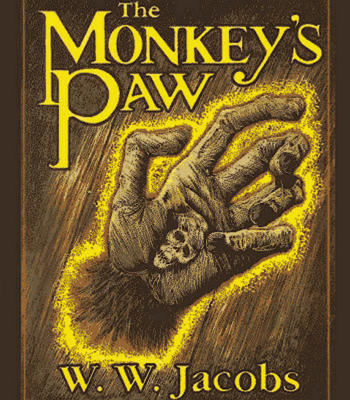 The
MONKEY'S
PAW
W. W. Jacobs